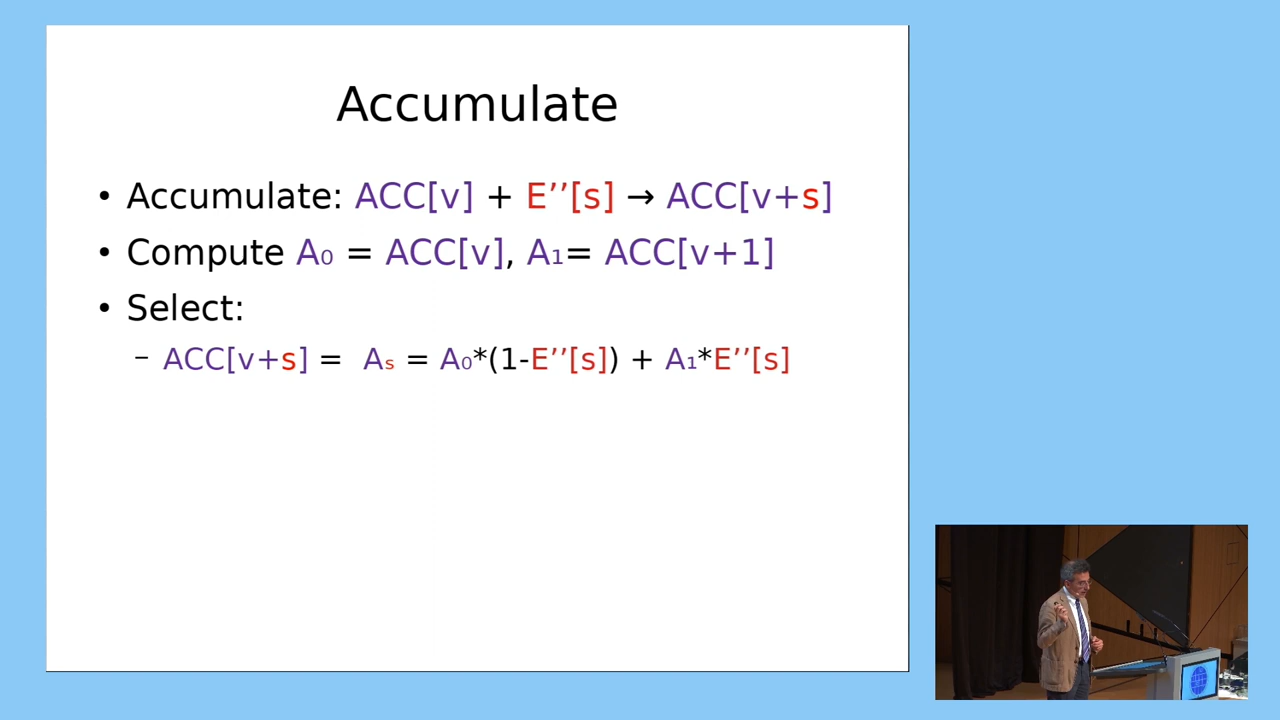 Accumulate
• Accumulate: ACC[v] + E’’[s] → ACC[v+s]
• Compute A₀ = ACC[v], A₁= ACC[v+1]
• Select:
– ACC[v+s] = Aₛ = A₀*(1-E’’[s]) + A₁*E’’[s]